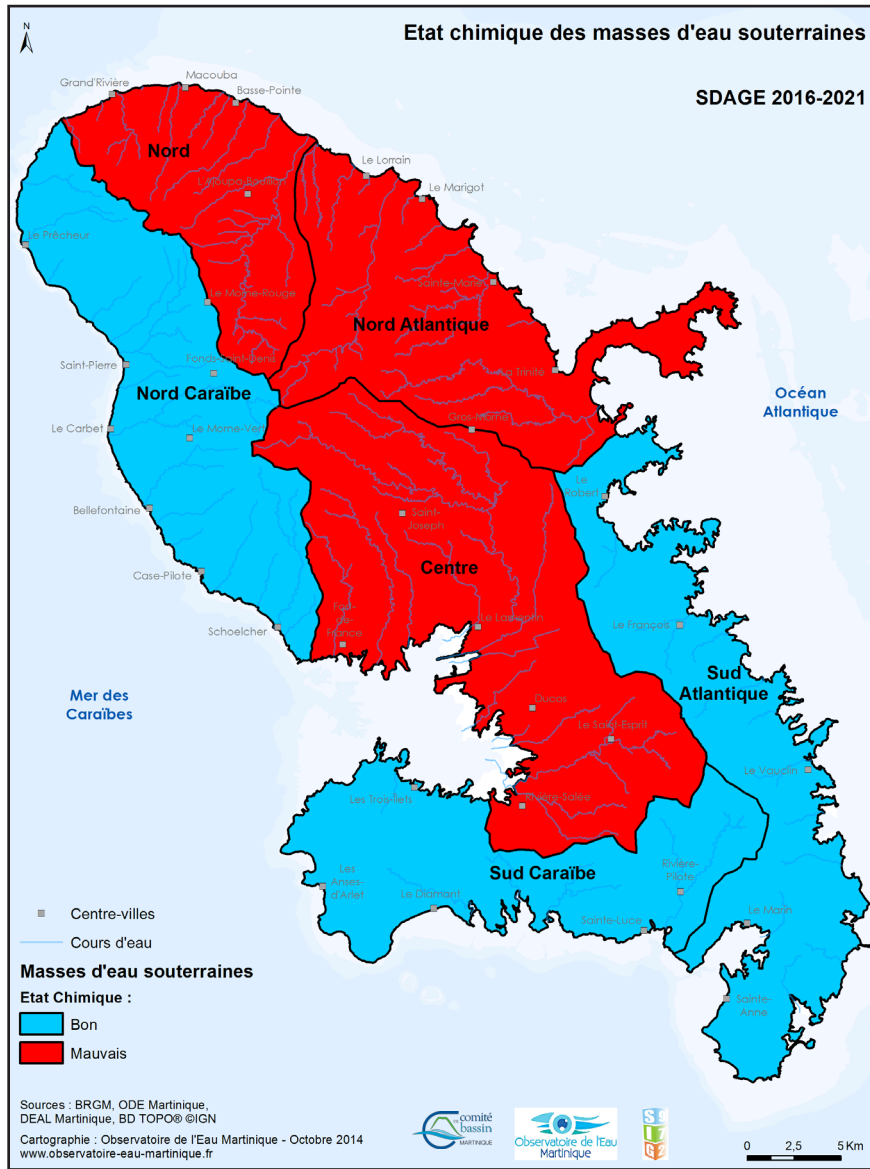 N
Etat chimique des masses d'eau souterraines
SDAGE 2016-2021
Grand'Rivière
Macouba
Basse-Pointe
Nord
L'Ajoupa-Bouillon
Le Lorrain
Le Marigot
Le Prêcheur
Sainte-Marie
Le Morne-Rouge
Nord Atlantique
Saint-Pierre
Fonds-Saint-Denis
La Trinité
Nord Caraïbe
Océan
Atlantique
Le Carbet
Le Morne-Vert
Gros-Morne
Le
Robert
Bellefontaine
Saint-
Joseph
Case-Pilote
Centre
Schoelcher
Fort-
de-
France
Le Lamentin
Le François
Sud
Atlantique
Mer des
Caraïbes
Ducos
Le Saint-Esprit
Le Vauclin
Les Trois-Ilets
Rivière-Salée
Sud Caraïbe
Rivière-
Pilote
Les
Anses-
d'Arlet
Le Diamant
Sainte-Luce
Le Marin
Sainte-
Anne
Centre-villes
Cours d'eau
Masses d'eau souterraines
Etat Chimique :
Bon
Mauvais
Sources : BRGM, ODE Martinique,
DEAL Martinique, BD TOPO® ©IGN
Cartographie : Observatoire de l'Eau Martinique - Octobre 2014
www.observatoire-eau-martinique.fr
comité
de
bassin
MARTINIQUE
Observatoire de l'Eau
Martinique
0 2,5 5 Km